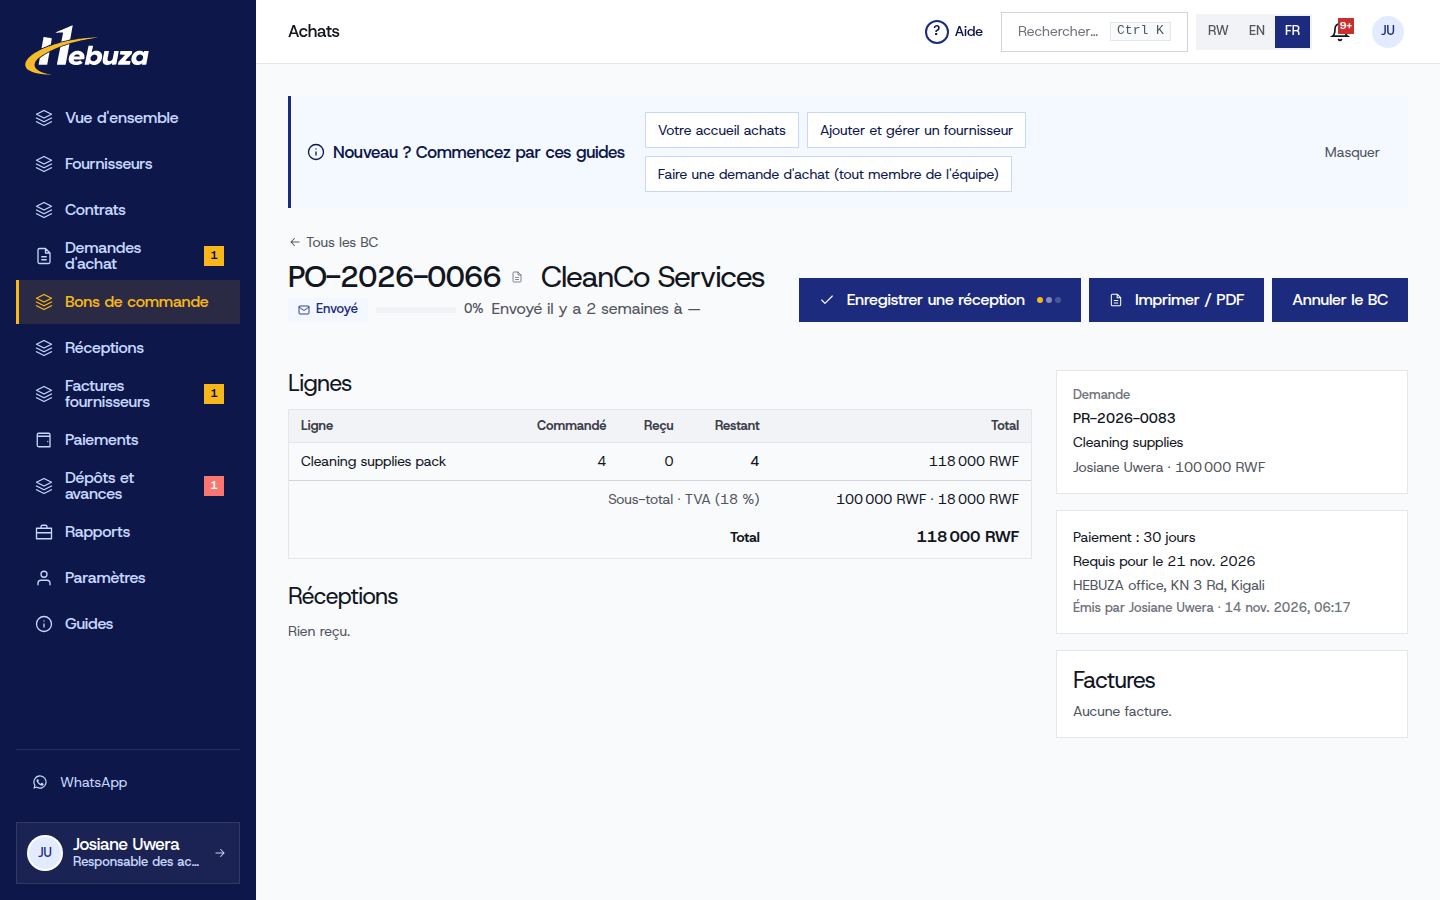 Hebuza
Vue d'ensemble
Fournisseurs
Contrats
Demandes
d'achat
1
Bons de commande
Réceptions
Factures
fournisseurs
1
Paiements
Dépôts et
avances
1
Rapports
Paramètres
Guides
WhatsApp
JU
Josiane Uwera
Responsable des ac…
Achats
? Aide
Rechercher… Ctrl K
RW EN FR
9+
JU
Nouveau ? Commencez par ces guides
Votre accueil achats
Ajouter et gérer un fournisseur
Faire une demande d'achat (tout membre de l'équipe)
Masquer
← Tous les BC
PO-2026-0066 CleanCo Services
Envoyé 0% Envoyé il y a 2 semaines à —
Enregistrer une réception
Imprimer / PDF
Annuler le BC
Lignes
Ligne Commandé Reçu Restant Total
Cleaning supplies pack 4 0 4 118 000 RWF
Sous-total · TVA (18 %) 100 000 RWF · 18 000 RWF
Total 118 000 RWF
Réceptions
Rien reçu.
Demande
PR-2026-0083
Cleaning supplies
Josiane Uwera · 100 000 RWF
Paiement : 30 jours
Requis pour le 21 nov. 2026
HEBUZA office, KN 3 Rd, Kigali
Émis par Josiane Uwera · 14 nov. 2026, 06:17
Factures
Aucune facture.